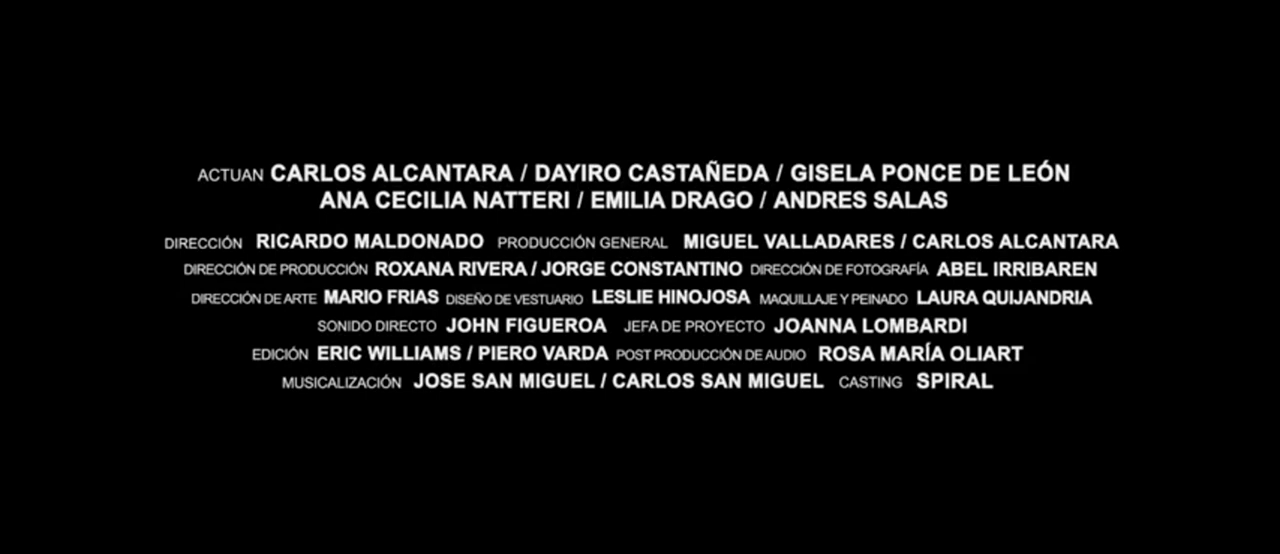 ACTUAN CARLOS ALCANTARA / DAYIRO CASTAÑEDA / GISELA PONCE DE LEÓN
ANA CECILIA NATTERI / EMILIA DRAGO / ANDRES SALAS
DIRECCIÓN RICARDO MALDONADO PRODUCCIÓN GENERAL MIGUEL VALLADARES / CARLOS ALCANTARA
DIRECCIÓN DE PRODUCCIÓN ROXANA RIVERA / JORGE CONSTANTINO DIRECCIÓN DE FOTOGRAFÍA ABEL IRRIBAREN
DIRECCIÓN DE ARTE MARIO FRIAS DISEÑO DE VESTUARIO LESLIE HINOJOSA MAQUILLAJE Y PEINADO LAURA QUIJANDRIA
SONIDO DIRECTO JOHN FIGUEROA JEFA DE PROYECTO JOANNA LOMBARDI
EDICIÓN ERIC WILLIAMS / PIERO VARDA POST PRODUCCIÓN DE AUDIO ROSA MARÍA OLIART
MUSICALIZACIÓN JOSE SAN MIGUEL / CARLOS SAN MIGUEL CASTING SPIRAL